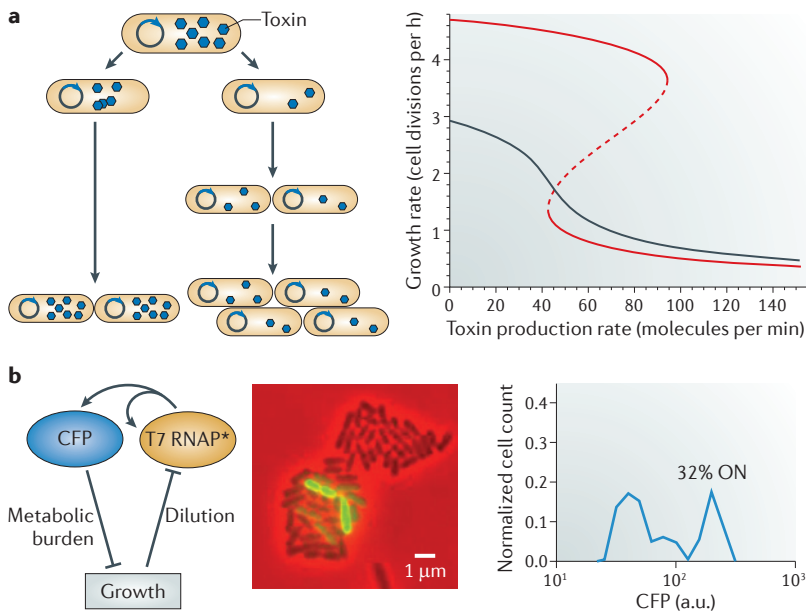 a
Toxin
Growth rate (cell divisions per h)
4
3
2
1
0
0 20 40 60 80 100 120 140
Toxin production rate (molecules per min)
b
CFP
T7 RNAP*
Metabolic
burden
Dilution
Growth
1 µm
Normalized cell count
0.4
0.3
0.2
0.1
0.0
32% ON
10¹ 10² 10³
CFP (a.u.)